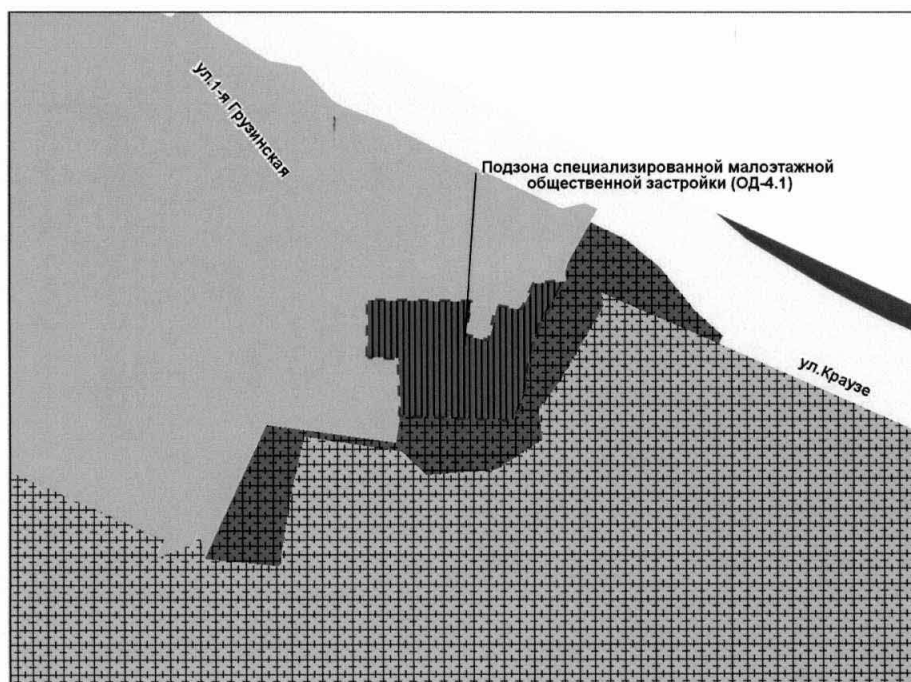 ул.1-я Грузинская
Подзона специализированной малоэтажной
общественной застройки (ОД-4.1)
ул.Краузе